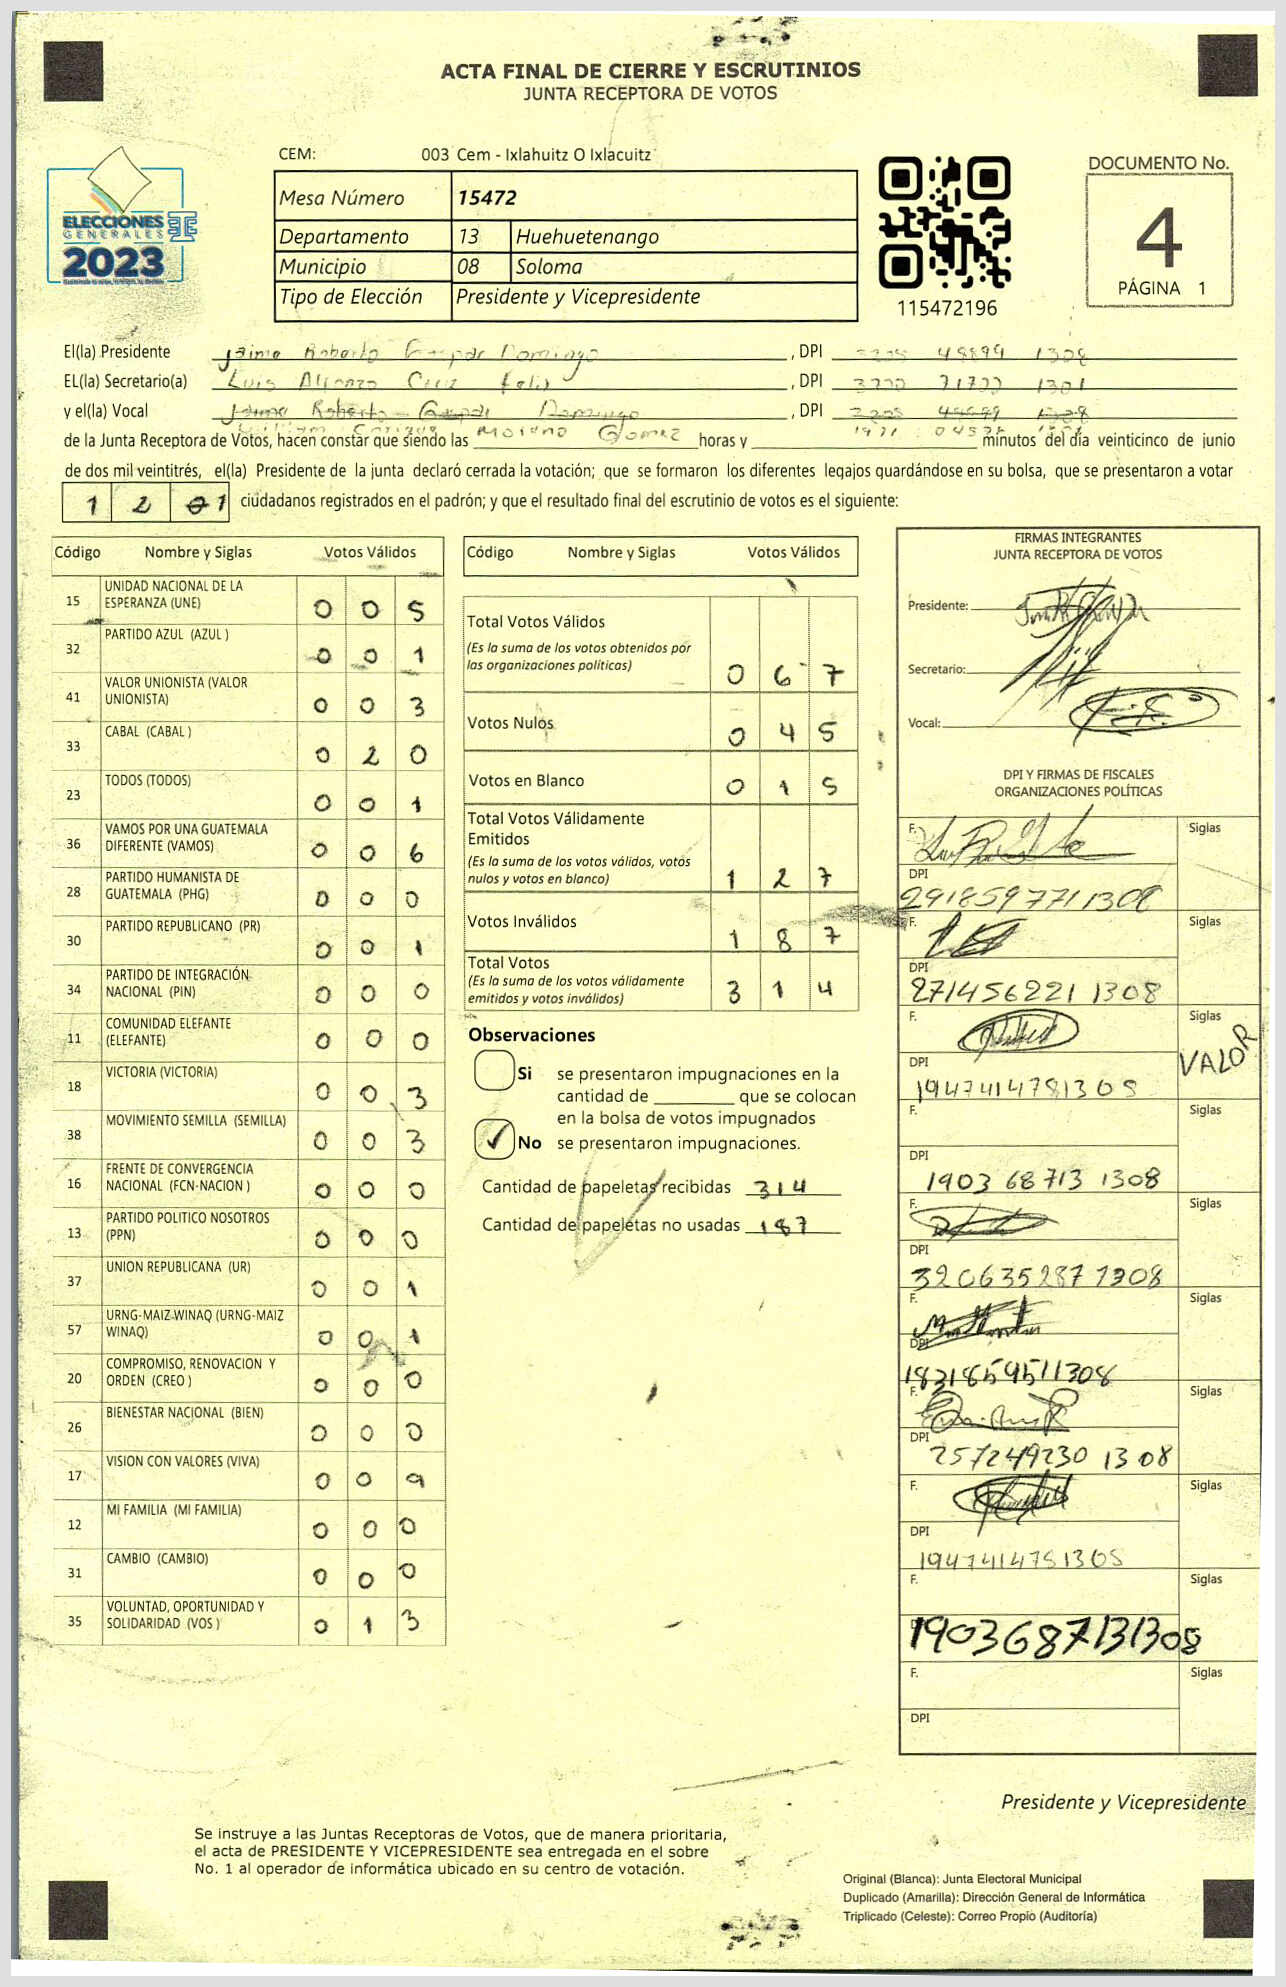 ACTA FINAL DE CIERRE Y ESCRUTINIOS
JUNTA RECEPTORA DE VOTOS
ELECCIONES
GENERALES
2023
CEM: 003 Cem - Ixlahuitz O Ixlacuitz
Mesa Número 15472
Departamento 13 Huehuetenango
Municipio 08 Soloma
Tipo de Elección Presidente y Vicepresidente
115472196
DOCUMENTO No.
4
PÁGINA 1
El(la) Presidente Jaime Roberto Gaspar Domingo, DPI 48899 1308
EL(la) Secretario(a) Luis Alfonzo Cruz, DPI 1301
y el(la) Vocal Jaime Roberto Gaspar Domingo, DPI
de la Junta Receptora de Votos, hacen constar que siendo las Moreno Gomez horas y minutos del día veinticinco de junio
de dos mil veintitrés, el(la) Presidente de la junta declaró cerrada la votación; que se formaron los diferentes legajos guardándose en su bolsa, que se presentaron a votar
1 2 1 ciudadanos registrados en el padrón; y que el resultado final del escrutinio de votos es el siguiente:
Código Nombre y Siglas Votos Válidos
15 UNIDAD NACIONAL DE LA ESPERANZA (UNE) 0 0 5
32 PARTIDO AZUL (AZUL ) 0 0 1
41 VALOR UNIONISTA (VALOR UNIONISTA) 0 0 3
33 CABAL (CABAL ) 0 2 0
23 TODOS (TODOS) 0 0 1
36 VAMOS POR UNA GUATEMALA DIFERENTE (VAMOS) 0 0 6
28 PARTIDO HUMANISTA DE GUATEMALA (PHG) 0 0 0
30 PARTIDO REPUBLICANO (PR) 0 0 1
34 PARTIDO DE INTEGRACIÓN NACIONAL (PIN) 0 0 0
11 COMUNIDAD ELEFANTE (ELEFANTE) 0 0 0
18 VICTORIA (VICTORIA) 0 0 3
38 MOVIMIENTO SEMILLA (SEMILLA) 0 0 3
16 FRENTE DE CONVERGENCIA NACIONAL (FCN-NACION ) 0 0 0
13 PARTIDO POLITICO NOSOTROS (PPN) 0 0 0
37 UNION REPUBLICANA (UR) 0 0 1
57 URNG-MAIZ-WINAQ (URNG-MAIZ WINAQ) 0 0 1
20 COMPROMISO, RENOVACION Y ORDEN (CREO ) 0 0 0
26 BIENESTAR NACIONAL (BIEN) 0 0 0
17 VISION CON VALORES (VIVA) 0 0 9
12 MI FAMILIA (MI FAMILIA) 0 0 0
31 CAMBIO (CAMBIO) 0 0 0
35 VOLUNTAD, OPORTUNIDAD Y SOLIDARIDAD (VOS ) 0 1 3
Código Nombre y Siglas Votos Válidos
Total Votos Válidos 0 6 7
(Es la suma de los votos obtenidos por
las organizaciones políticas)
Votos Nulos 0 4 5
Votos en Blanco 0 1 5
Total Votos Válidamente
Emitidos 1 2 7
(Es la suma de los votos válidos, votos
nulos y votos en blanco)
Votos Inválidos 1 8 7
Total Votos 3 1 4
(Es la suma de los votos válidamente
emitidos y votos inválidos)
Observaciones
Si se presentaron impugnaciones en la
cantidad de ________ que se colocan
en la bolsa de votos impugnados
No se presentaron impugnaciones.
Cantidad de papeletas recibidas 314
Cantidad de papeletas no usadas 187
FIRMAS INTEGRANTES
JUNTA RECEPTORA DE VOTOS
Presidente:
Secretario:
Vocal:
DPI Y FIRMAS DE FISCALES
ORGANIZACIONES POLÍTICAS
F. Siglas
DPI
2918597711308
F. Siglas
DPI
271456221 1308
F. Siglas
VALOR
DPI
1947414781308
F. Siglas
DPI
1903 68713 1308
F. Siglas
DPI
3206352871308
F. Siglas
DPI
1831859511308
F. Siglas
DPI
257249230 1308
F. Siglas
DPI
1947414781308
F. Siglas
1903687131308
F. Siglas
DPI
Presidente y Vicepresidente
Se instruye a las Juntas Receptoras de Votos, que de manera prioritaria,
el acta de PRESIDENTE Y VICEPRESIDENTE sea entregada en el sobre
No. 1 al operador de informática ubicado en su centro de votación.
Original (Blanca): Junta Electoral Municipal
Duplicado (Amarilla): Dirección General de Informática
Triplicado (Celeste): Correo Propio (Auditoría)